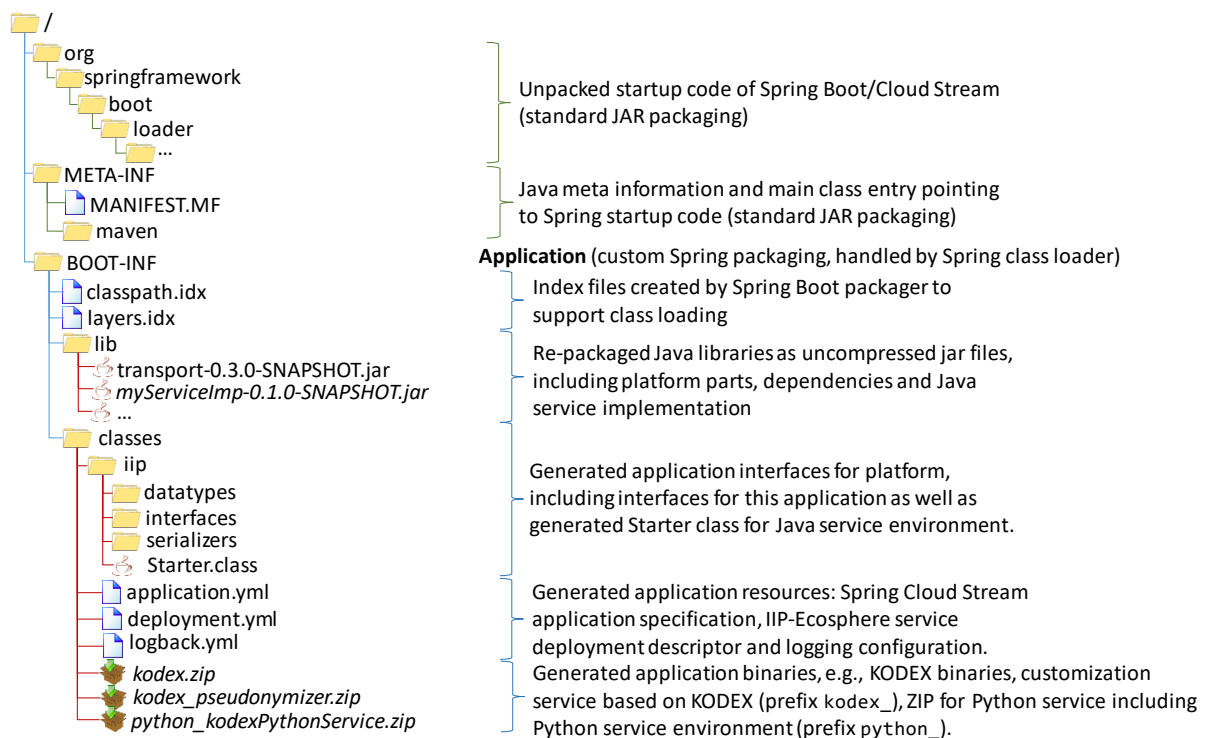 /
org
springframework
boot
loader
...
Unpacked startup code of Spring Boot/Cloud Stream
(standard JAR packaging)
META-INF
MANIFEST.MF
maven
Java meta information and main class entry pointing
to Spring startup code (standard JAR packaging)
BOOT-INF
Application (custom Spring packaging, handled by Spring class loader)
classpath.idx
layers.idx
Index files created by Spring Boot packager to
support class loading
lib
transport-0.3.0-SNAPSHOT.jar
myServiceImp-0.1.0-SNAPSHOT.jar
...
Re-packaged Java libraries as uncompressed jar files,
including platform parts, dependencies and Java
service implementation
classes
iip
datatypes
interfaces
serializers
Starter.class
Generated application interfaces for platform,
including interfaces for this application as well as
generated Starter class for Java service environment.
application.yml
deployment.yml
logback.yml
Generated application resources: Spring Cloud Stream
application specification, IIP-Ecosphere service
deployment descriptor and logging configuration.
kodex.zip
kodex_pseudonymizer.zip
python_kodexPythonService.zip
Generated application binaries, e.g., KODEX binaries, customization
service based on KODEX (prefix kodex_), ZIP for Python service including
Python service environment (prefix python_).